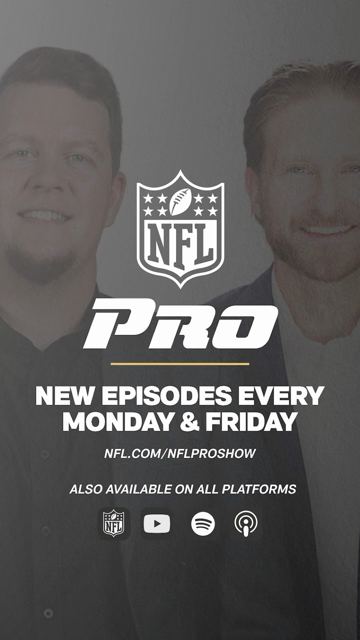 NFL
PRO
NEW EPISODES EVERY
MONDAY & FRIDAY
NFL.COM/NFLPROSHOW
ALSO AVAILABLE ON ALL PLATFORMS
NFL